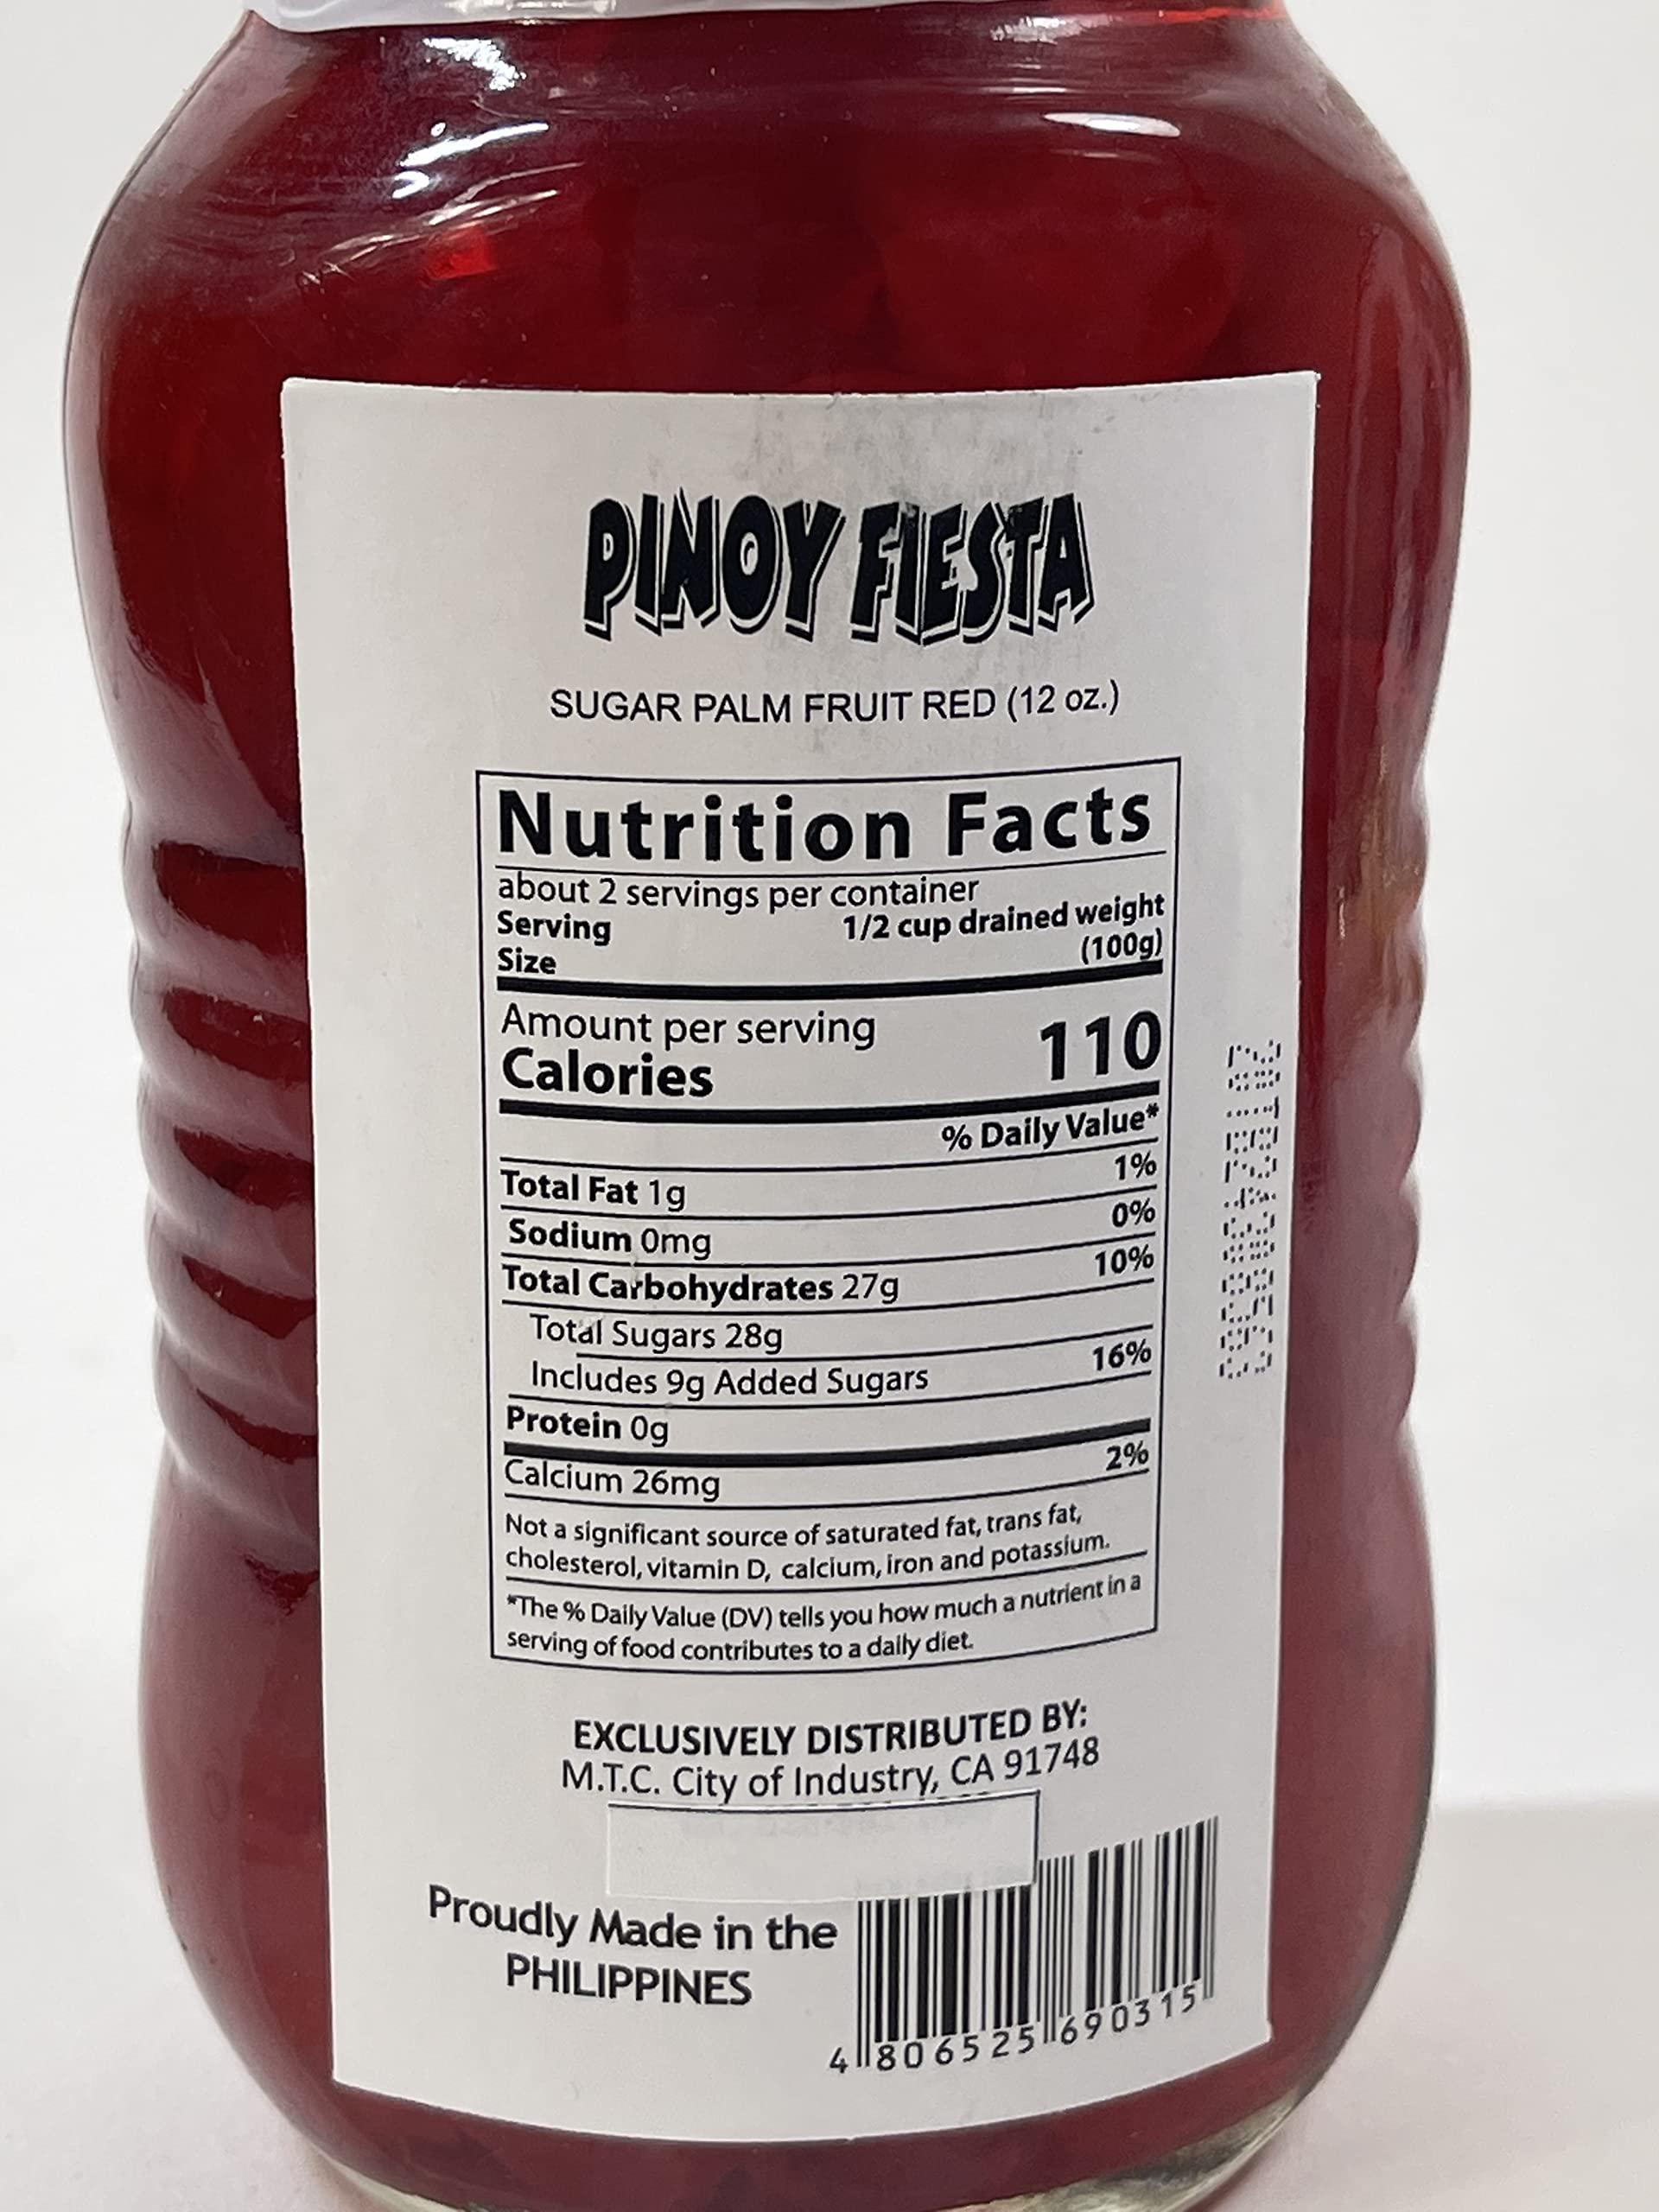 PINOY FIESTA
SUGAR PALM FRUIT RED (12 oz.)
Nutrition Facts
about 2 servings per container
Serving 1/2 cup drained weight
Size (100g)
Amount per serving
Calories 110
% Daily Value*
Total Fat 1g 1%
Sodium 0mg 0%
Total Carbohydrates 27g 10%
Total Sugars 28g
Includes 9g Added Sugars 16%
Protein 0g
Calcium 26mg 2%
Not a significant source of saturated fat, trans fat,
cholesterol, vitamin D, calcium, iron and potassium.
*The % Daily Value (DV) tells you how much a nutrient in a
serving of food contributes to a daily diet.
EXCLUSIVELY DISTRIBUTED BY:
M.T.C. City of Industry, CA 91748
Proudly Made in the
PHILIPPINES
4 806525 690315